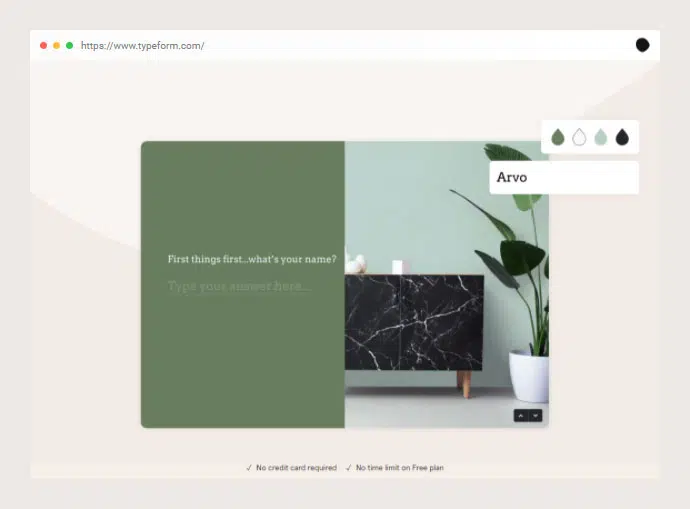 https://www.typeform.com/
Arvo
First things first...what's your name?
Type your answer here...
✓ No credit card required ✓ No time limit on Free plan